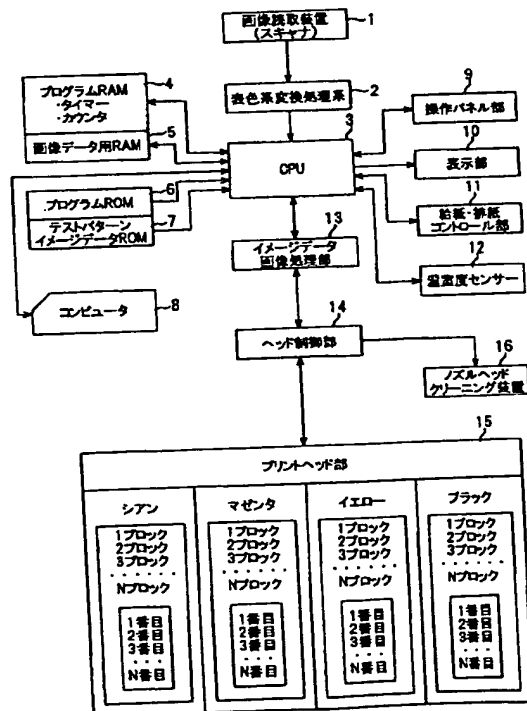 画像読取装置
(スキャナ)
1
表色系変換処理系
2
プログラムRAM
・タイマー
・カウンタ
4
画像データ用RAM
5
CPU
3
操作パネル部
9
表示部
10
給紙・排紙
コントロール部
11
温湿度センサー
12
プログラムROM
6
テストパターン
イメージデータROM
7
イメージデータ
画像処理部
13
コンピュータ
8
ヘッド制御部
14
ノズルヘッド
クリーニング装置
16
15
プリントヘッド部
シアン
1ブロック
2ブロック
3ブロック
・・・・・
Nブロック
1番目
2番目
3番目
・・・
N番目
マゼンタ
1ブロック
2ブロック
3ブロック
・・・・・
Nブロック
1番目
2番目
3番目
・・・
N番目
イエロー
1ブロック
2ブロック
3ブロック
・・・・・
Nブロック
1番目
2番目
3番目
・・・
N番目
ブラック
1ブロック
2ブロック
3ブロック
・・・・・
Nブロック
1番目
2番目
3番目
・・・
N番目